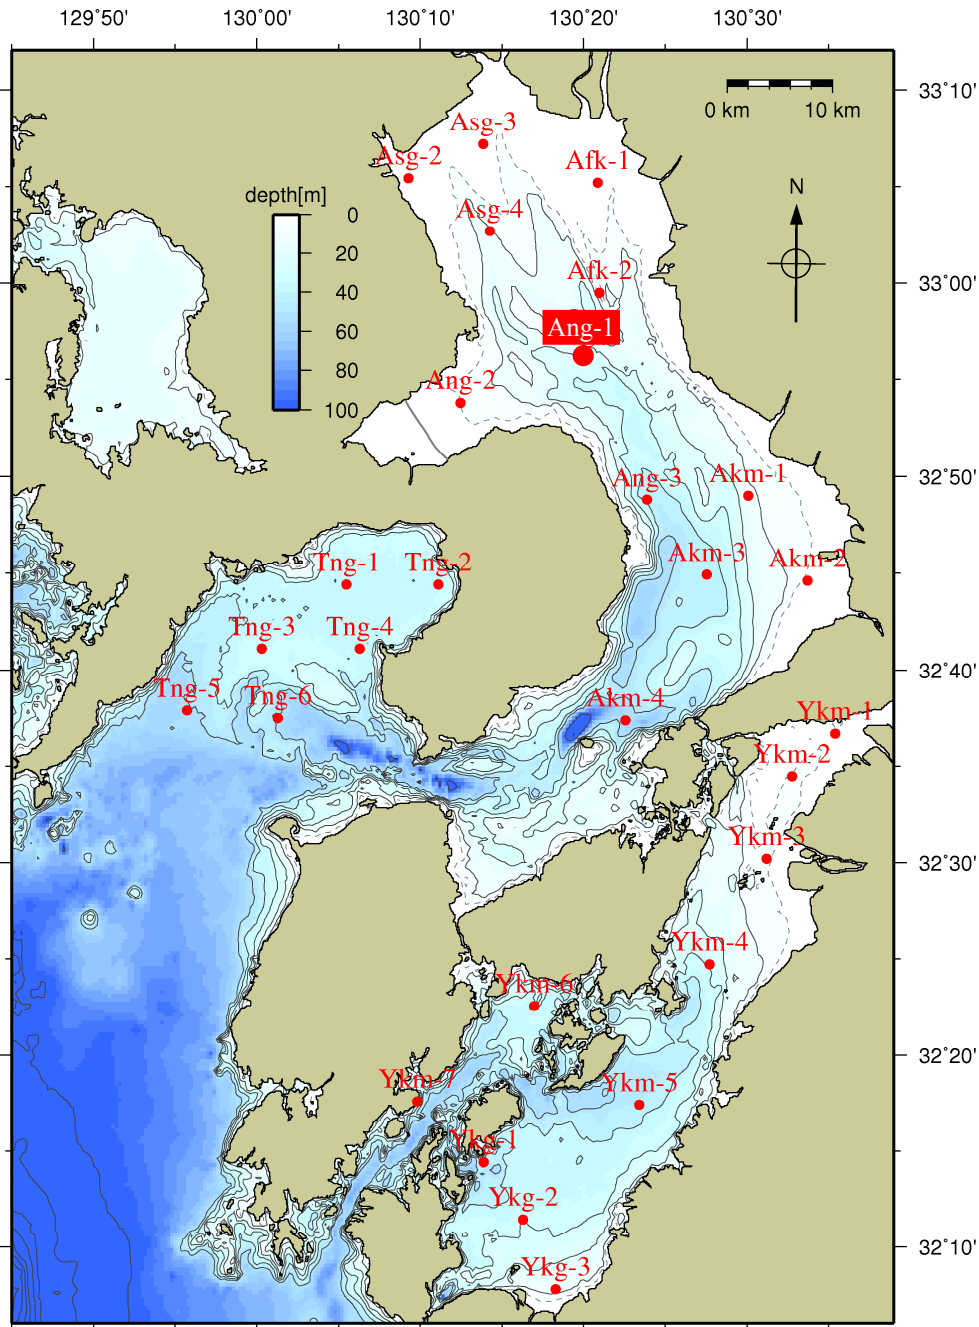 129˚50'
130˚00'
130˚10'
130˚20'
130˚30'
33˚10'
0 km
10 km
Asg-3
Asg-2
Afk-1
N
depth[m]
0
20
40
60
80
100
Asg-4
Afk-2
33˚00'
Ang-1
Ang-2
32˚50'
Ang-3
Akm-1
Tng-1
Tng-2
Akm-3
Akm-2
Tng-3
Tng-4
32˚40'
Tng-5
Tng-6
Akm-4
Ykm-1
Ykm-2
Ykm-3
32˚30'
Ykm-4
Ykm-6
32˚20'
Ykm-7
Ykm-5
Ykg-1
Ykg-2
32˚10'
Ykg-3